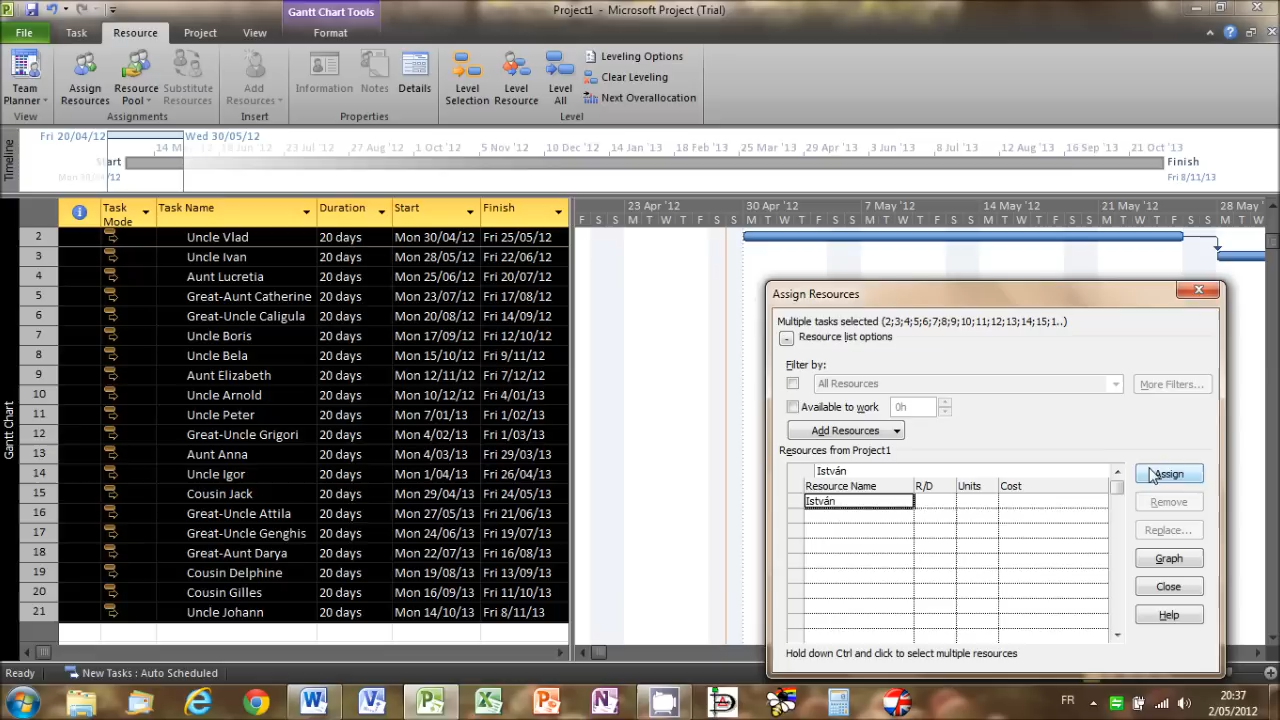 Gantt Chart Tools
Project1 - Microsoft Project (Trial)
File Task Resource Project View Format
Team Planner
Assign Resources
Resource Pool
Substitute Resources
Add Resources
Information
Notes
Details
Level Selection
Level Resource
Level All
Leveling Options
Clear Leveling
Next Overallocation
View Assignments Insert Properties Level
Timeline
Fri 20/04/12 Wed 30/05/12
23 Jul '12 27 Aug '12 1 Oct '12 5 Nov '12 10 Dec '12 14 Jan '13 18 Feb '13 25 Mar '13 29 Apr '13 3 Jun '13 8 Jul '13 12 Aug '13 16 Sep '13 21 Oct '13
Start Finish
Fri 8/11/13
Gantt Chart
Task Mode Task Name Duration Start Finish
23 Apr '12 30 Apr '12 7 May '12 14 May '12 21 May '12 28 May '
F S S M T W T F S S M T W T F S S M T W T F S S M T W T F S S M T W T F S S M T W
2 Uncle Vlad 20 days Mon 30/04/12 Fri 25/05/12
3 Uncle Ivan 20 days Mon 28/05/12 Fri 22/06/12
4 Aunt Lucretia 20 days Mon 25/06/12 Fri 20/07/12
5 Great-Aunt Catherine 20 days Mon 23/07/12 Fri 17/08/12
6 Great-Uncle Caligula 20 days Mon 20/08/12 Fri 14/09/12
7 Uncle Boris 20 days Mon 17/09/12 Fri 12/10/12
8 Uncle Bela 20 days Mon 15/10/12 Fri 9/11/12
9 Aunt Elizabeth 20 days Mon 12/11/12 Fri 7/12/12
10 Uncle Arnold 20 days Mon 10/12/12 Fri 4/01/13
11 Uncle Peter 20 days Mon 7/01/13 Fri 1/02/13
12 Great-Uncle Grigori 20 days Mon 4/02/13 Fri 1/03/13
13 Aunt Anna 20 days Mon 4/03/13 Fri 29/03/13
14 Uncle Igor 20 days Mon 1/04/13 Fri 26/04/13
15 Cousin Jack 20 days Mon 29/04/13 Fri 24/05/13
16 Great-Uncle Attila 20 days Mon 27/05/13 Fri 21/06/13
17 Great-Uncle Genghis 20 days Mon 24/06/13 Fri 19/07/13
18 Great-Aunt Darya 20 days Mon 22/07/13 Fri 16/08/13
19 Cousin Delphine 20 days Mon 19/08/13 Fri 13/09/13
20 Cousin Gilles 20 days Mon 16/09/13 Fri 11/10/13
21 Uncle Johann 20 days Mon 14/10/13 Fri 8/11/13
Assign Resources
Multiple tasks selected (2;3;4;5;6;7;8;9;10;11;12;13;14;15;1..)
Resource list options
Filter by:
All Resources More Filters...
Available to work 0h
Add Resources
Resources from Project1
István
Resource Name R/D Units Cost
István
Assign
Remove
Replace...
Graph
Close
Help
Hold down Ctrl and click to select multiple resources
Ready New Tasks : Auto Scheduled
FR 20:37
2/05/2012